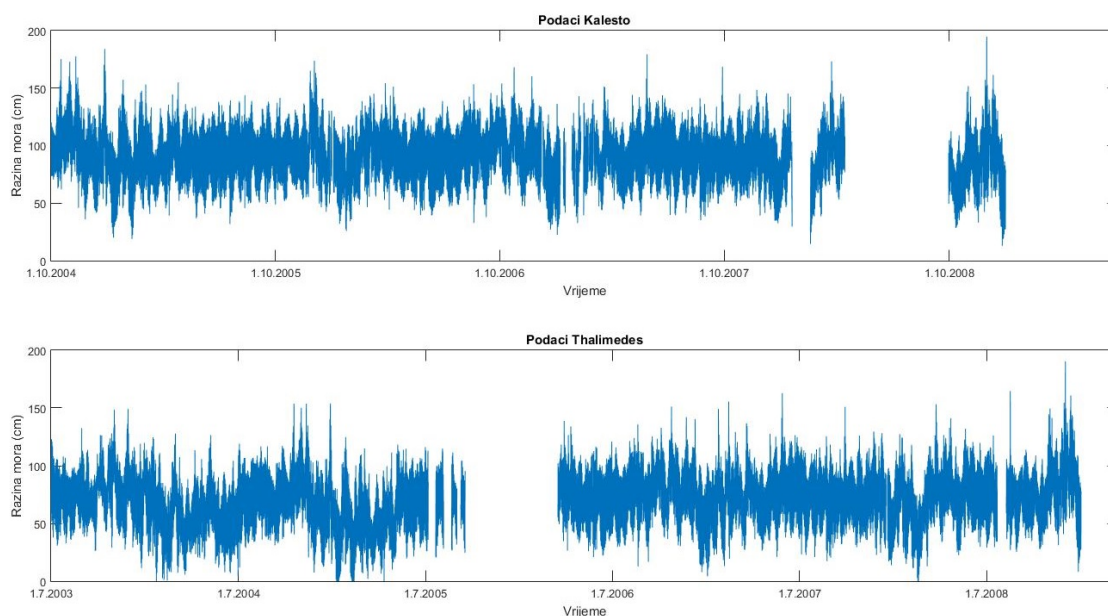 Podaci Kalesto
200
150
100
50
0
Razina mora (cm)
1.10.2004 1.10.2005 1.10.2006 1.10.2007 1.10.2008
Vrijeme
Podaci Thalimedes
200
150
100
50
0
Razina mora (cm)
1.7.2003 1.7.2004 1.7.2005 1.7.2006 1.7.2007 1.7.2008
Vrijeme